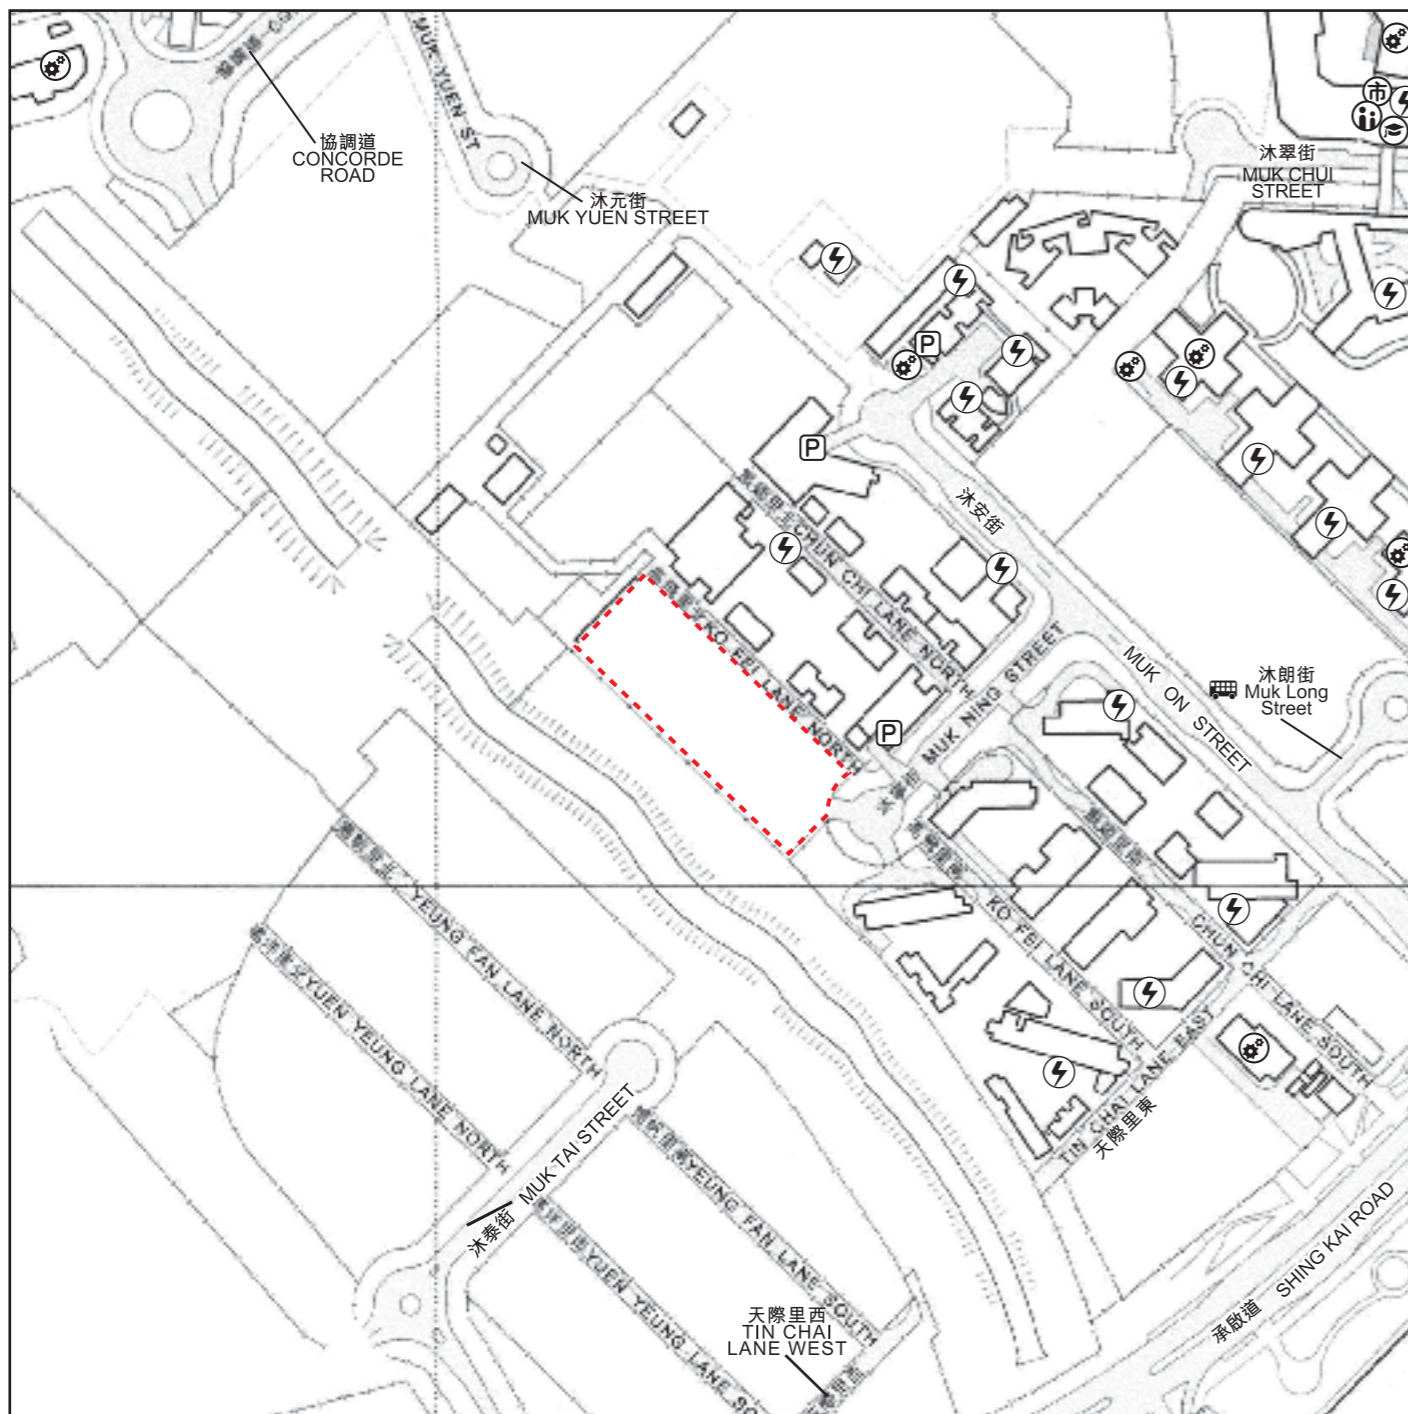 MUK YUEN ST
協調道
CONCORDE
ROAD
沐元街
MUK YUEN STREET
沐翠街
MUK CHUI
STREET
市
P
P
沐安街
CHUN CHI LANE NORTH
KO FEI LANE NORTH
MUK NING STREET
MUK ON STREET
沐朗街
Muk Long
Street
P
YEUNG FAN LANE NORTH
YUEN YEUNG LANE NORTH
KO FEI LANE SOUTH
CHUN CHI LANE SOUTH
TIN CHAI LANE EAST
天際里東
沐泰街 MUK TAI STREET
YEUNG FAN LANE SOUTH
YUEN YEUNG LANE SO
天際里西
TIN CHAI
LANE WEST
承啟道 SHING KAI ROAD